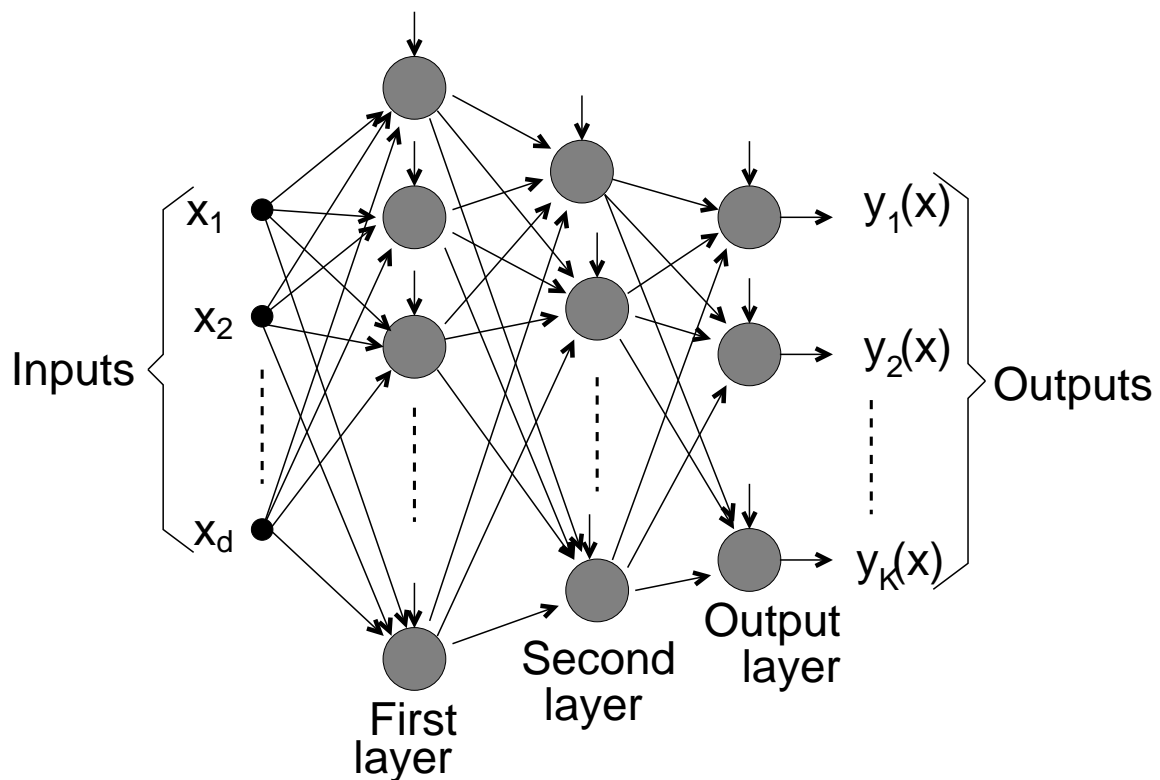 Inputs
x1
x2
xd
First
layer
Second
layer
Output
layer
y1(x)
y2(x)
yK(x)
Outputs